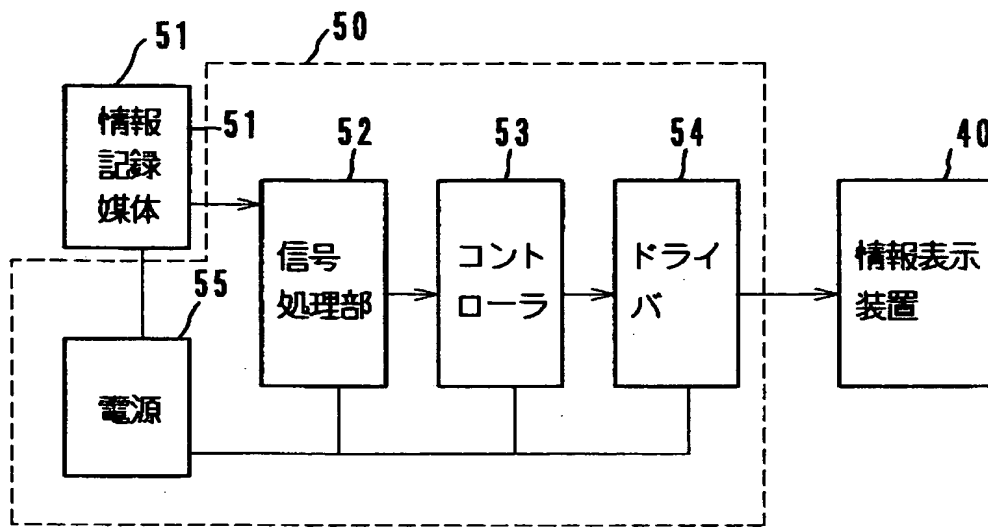 51
50
情報
記録
媒体
51
52
53
54
40
信号
処理部
コント
ローラ
ドライ
バ
情報表示
装置
55
電源